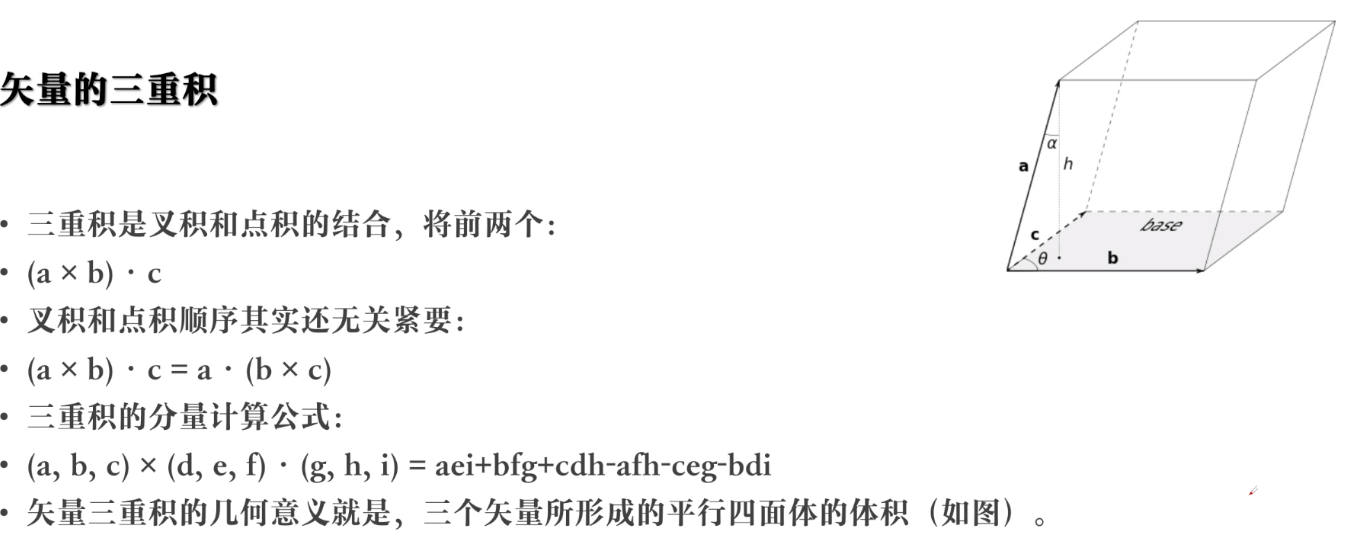 矢量的三重积
• 三重积是叉积和点积的结合，将前两个：
• (a × b) · c
• 叉积和点积顺序其实还无关紧要：
• (a × b) · c = a · (b × c)
• 三重积的分量计算公式：
• (a, b, c) × (d, e, f) · (g, h, i) = aei+bfg+cdh-afh-ceg-bdi
• 矢量三重积的几何意义就是，三个矢量所形成的平行四面体的体积（如图）。
α
a
h
c
base
θ
b